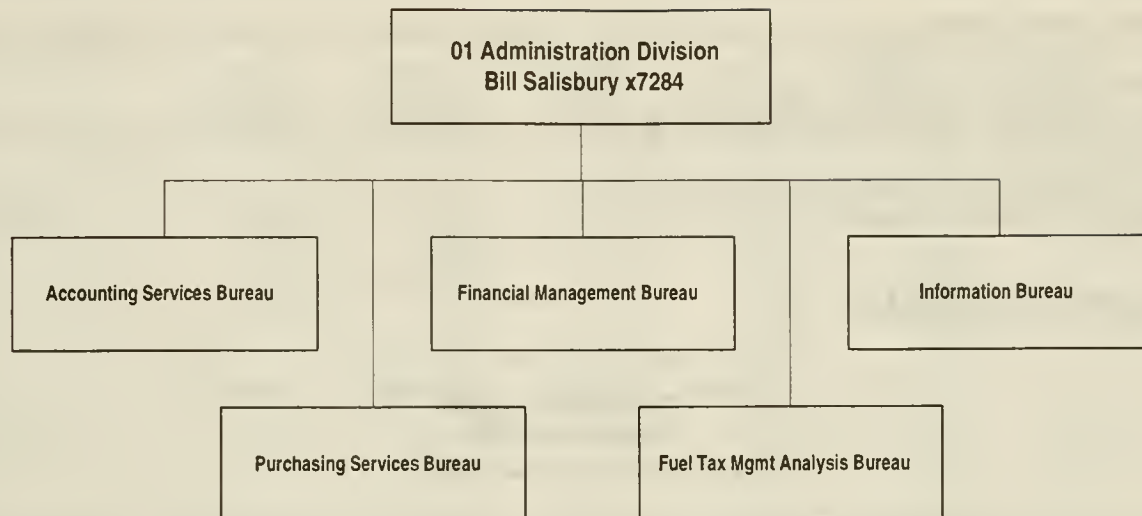 01 Administration Division
Bill Salisbury x7284
Accounting Services Bureau
Financial Management Bureau
Information Bureau
Purchasing Services Bureau
Fuel Tax Mgmt Analysis Bureau